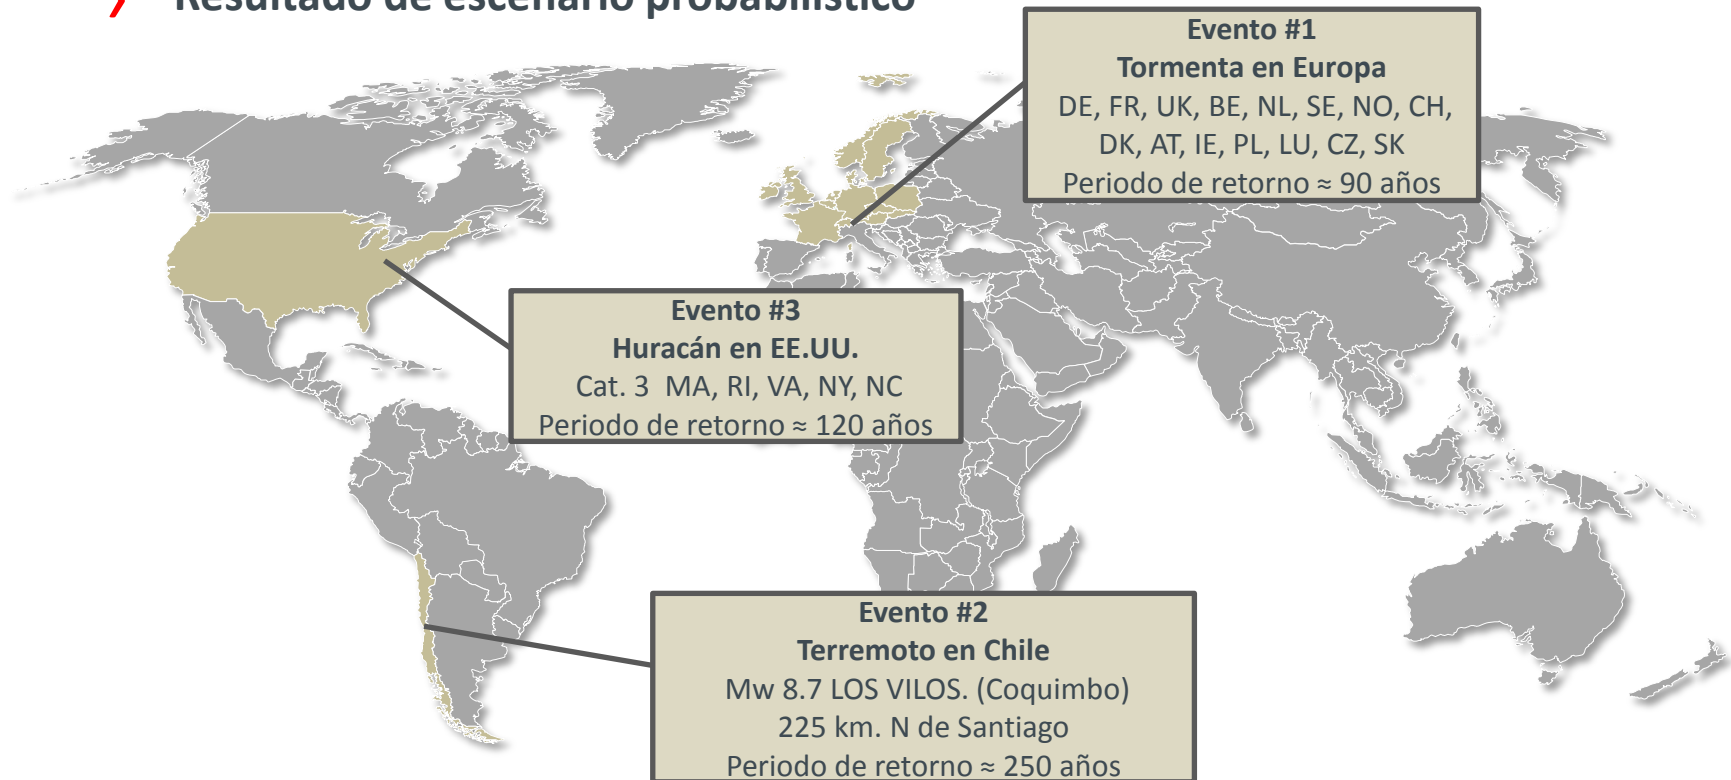 Resultado de escenario probabilístico
Evento #1
Tormenta en Europa
DE, FR, UK, BE, NL, SE, NO, CH,
DK, AT, IE, PL, LU, CZ, SK
Periodo de retorno ≈ 90 años
Evento #3
Huracán en EE.UU.
Cat. 3  MA, RI, VA, NY, NC
Periodo de retorno ≈ 120 años
Evento #2
Terremoto en Chile
Mw 8.7 LOS VILOS. (Coquimbo)
225 km. N de Santiago
Periodo de retorno ≈ 250 años